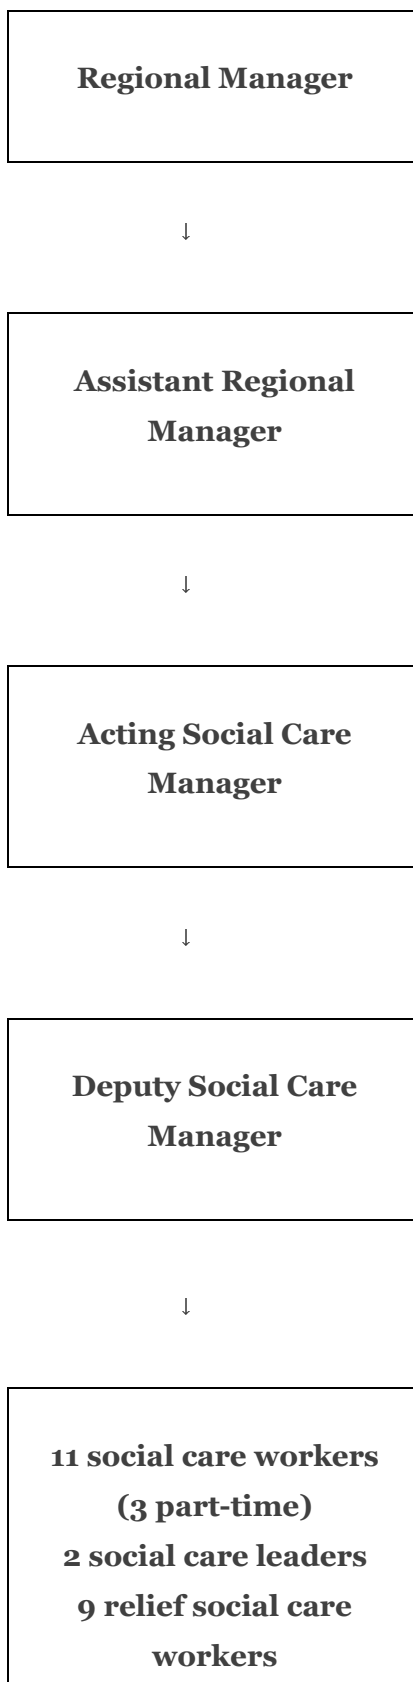 Regional Manager
↓
Assistant Regional
Manager
↓
Acting Social Care
Manager
↓
Deputy Social Care
Manager
↓
11 social care workers
(3 part-time)
2 social care leaders
9 relief social care
workers